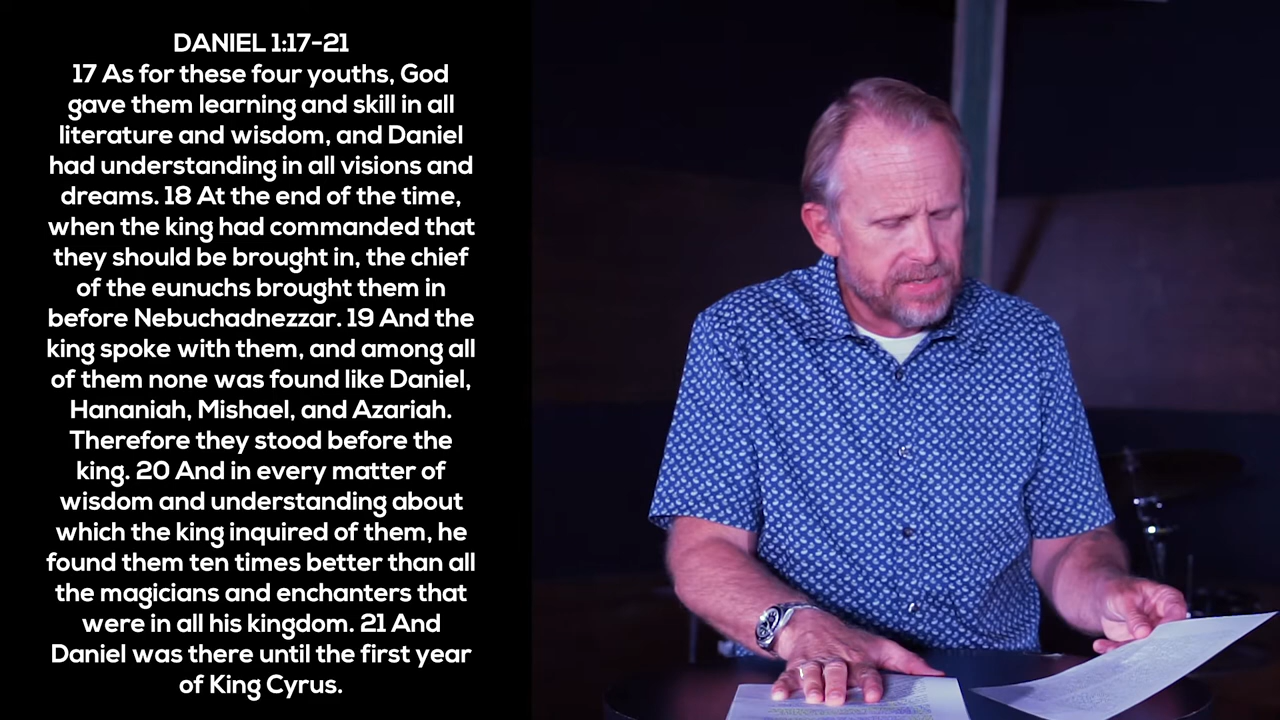 DANIEL 1:17-21
17 As for these four youths, God
gave them learning and skill in all
literature and wisdom, and Daniel
had understanding in all visions and
dreams. 18 At the end of the time,
when the king had commanded that
they should be brought in, the chief
of the eunuchs brought them in
before Nebuchadnezzar. 19 And the
king spoke with them, and among all
of them none was found like Daniel,
Hananiah, Mishael, and Azariah.
Therefore they stood before the
king. 20 And in every matter of
wisdom and understanding about
which the king inquired of them, he
found them ten times better than all
the magicians and enchanters that
were in all his kingdom. 21 And
Daniel was there until the first year
of King Cyrus.